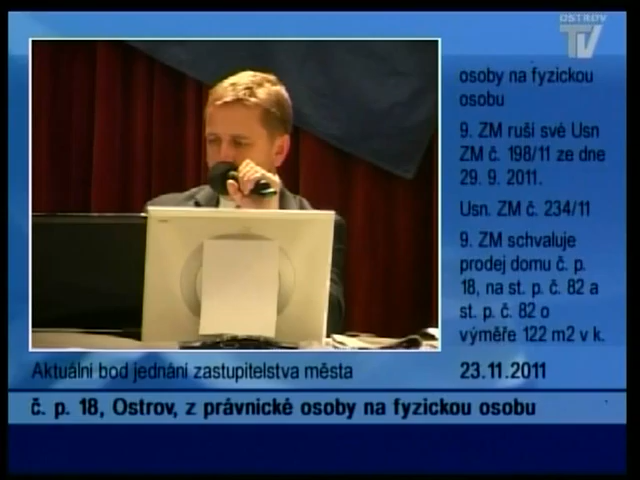 OSTROV
TV
osoby na fyzickou
osobu
9. ZM ruší své Usn
ZM č. 198/11 ze dne
29. 9. 2011.
Usn. ZM č. 234/11
9. ZM schvaluje
prodej domu č. p.
18, na st. p. č. 82 a
st. p. č. 82 o
výměře 122 m2 v k.
Aktuální bod jednání zastupitelstva města
23.11.2011
č. p. 18, Ostrov, z právnické osoby na fyzickou osobu